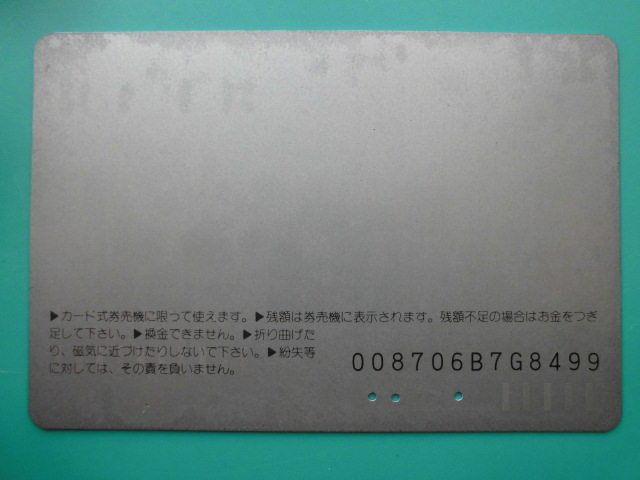 ▶カード式券売機に限って使えます。▶残額は券売機に表示されます。残額不足の場合はお金をつぎ
足して下さい。▶換金できません。▶折り曲げた
り、磁気に近づけたりしないで下さい。▶紛失等
に対しては、その責を負いません。
008706B7G8499